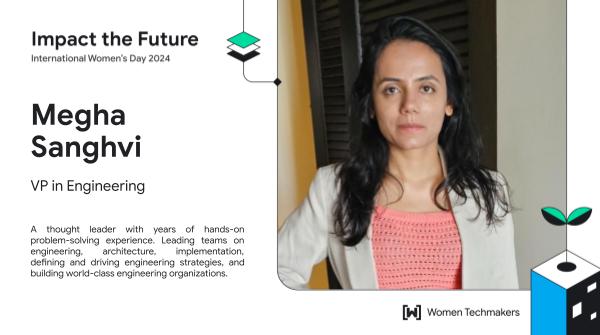 Impact the Future
International Women's Day 2024
Megha
Sanghvi
VP in Engineering
A thought leader with years of hands-on
problem-solving experience. Leading teams on
engineering, architecture, implementation,
defining and driving engineering strategies, and
building world-class engineering organizations.
[W] Women Techmakers